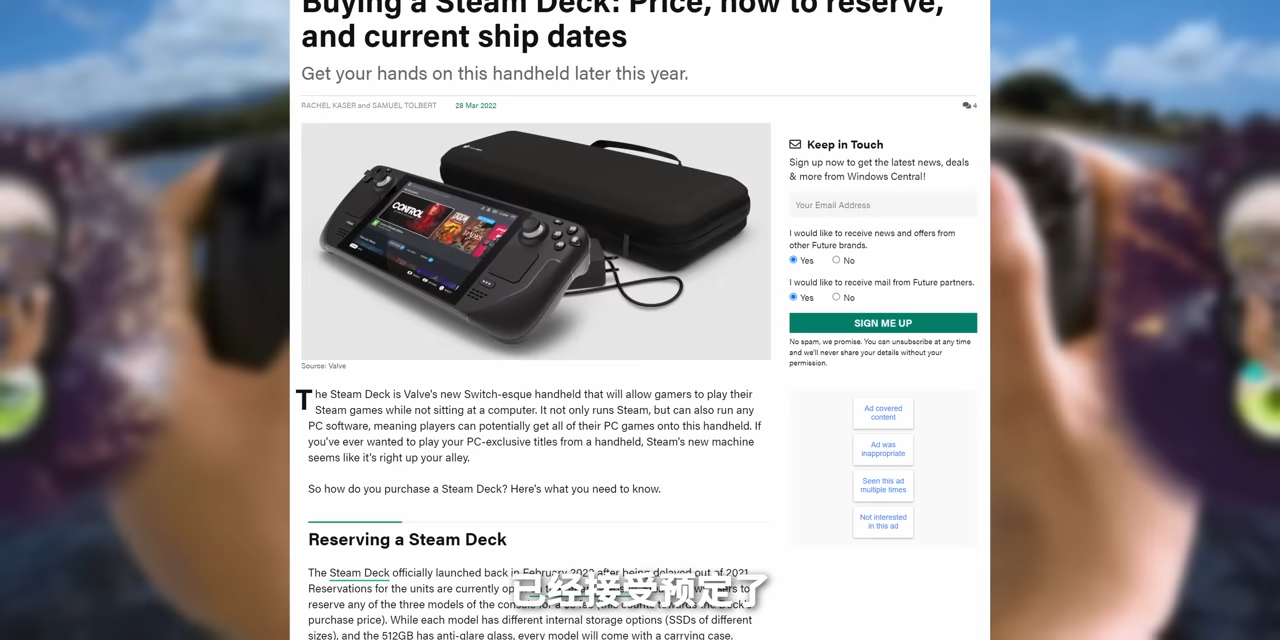 Buying a Steam Deck: Price, how to reserve,
and current ship dates
Get your hands on this handheld later this year.
RACHEL KASER and SAMUEL TOLBERT
28 Mar 2022
4
CONTROL
DOOM
Source: Valve
The Steam Deck is Valve's new Switch-esque handheld that will allow gamers to play their
Steam games while not sitting at a computer. It not only runs Steam, but can also run any
PC software, meaning players can potentially get all of their PC games onto this handheld. If
you've ever wanted to play your PC-exclusive titles from a handheld, Steam's new machine
seems like it's right up your alley.
So how do you purchase a Steam Deck? Here's what you need to know.
Reserving a Steam Deck
The Steam Deck officially launched back in February 2022 after being delayed out of 2021.
Reservations for the units are currently
reserve any of the three models of the console for a
purchase price). While each model has different internal storage options (SSDs of different
sizes), and the 512GB has anti-glare glass, every model will come with a carrying case.
已经接受预定了
Keep in Touch
Sign up now to get the latest news, deals
& more from Windows Central!
Your Email Address
I would like to receive news and offers from
other Future brands.
Yes No
I would like to receive mail from Future partners.
Yes No
SIGN ME UP
No spam, we promise. You can unsubscribe at any time
and we'll never share your details without your
permission.
Ad covered
content
Ad was
inappropriate
Seen this ad
multiple times
Not interested
in this ad